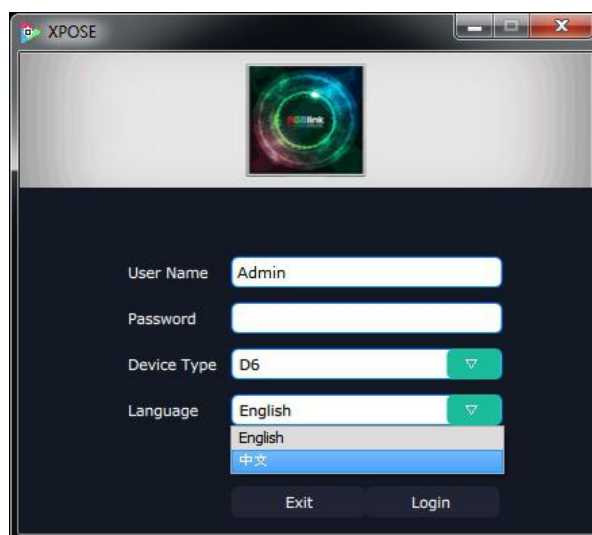 XPOSE
RGBlink
User Name Admin
Password
Device Type D6
Language English
English
中文
Exit Login